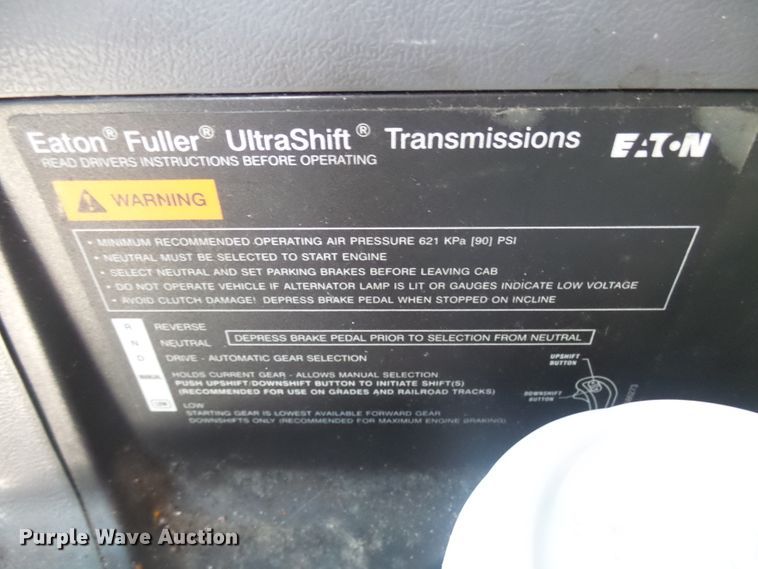 Eaton® Fuller® UltraShift® Transmissions EATON
READ DRIVERS INSTRUCTIONS BEFORE OPERATING
WARNING
• MINIMUM RECOMMENDED OPERATING AIR PRESSURE 621 KPa [90] PSI
• NEUTRAL MUST BE SELECTED TO START ENGINE
• SELECT NEUTRAL AND SET PARKING BRAKES BEFORE LEAVING CAB
• DO NOT OPERATE VEHICLE IF ALTERNATOR LAMP IS LIT OR GAUGES INDICATE LOW VOLTAGE
• AVOID CLUTCH DAMAGE! DEPRESS BRAKE PEDAL WHEN STOPPED ON INCLINE
R REVERSE
N NEUTRAL DEPRESS BRAKE PEDAL PRIOR TO SELECTION FROM NEUTRAL
D DRIVE - AUTOMATIC GEAR SELECTION
MANUAL HOLDS CURRENT GEAR - ALLOWS MANUAL SELECTION
PUSH UPSHIFT/DOWNSHIFT BUTTON TO INITIATE SHIFT(S)
(RECOMMENDED FOR USE ON GRADES AND RAILROAD TRACKS)
LOW LOW
STARTING GEAR IS LOWEST AVAILABLE FORWARD GEAR
DOWNSHIFTS ONLY (RECOMMENDED FOR MAXIMUM ENGINE BRAKING)
UPSHIFT
BUTTON
DOWNSHIFT
BUTTON
Purple Wave Auction